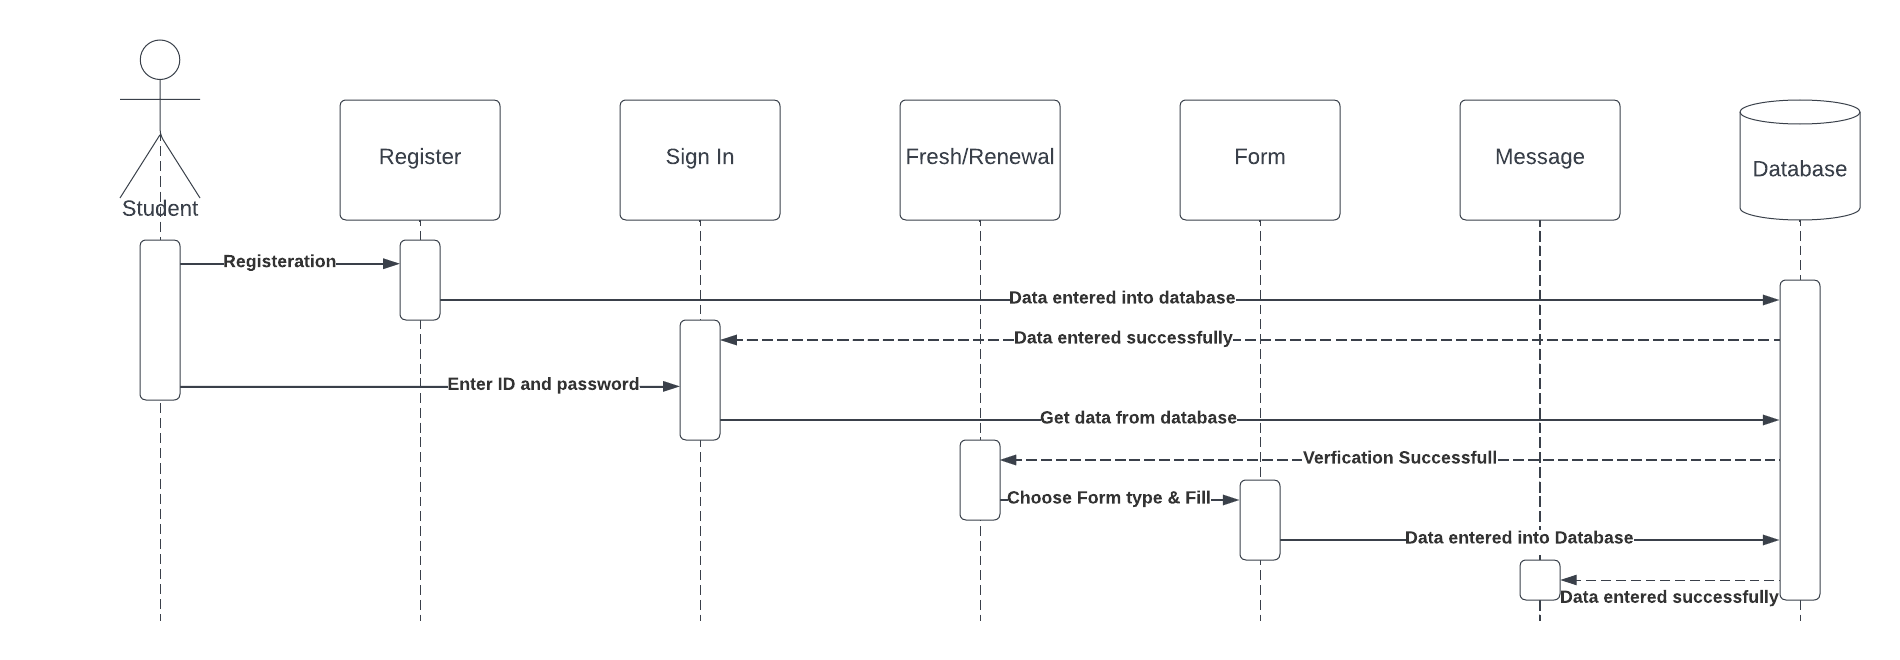 Register
Sign In
Fresh/Renewal
Form
Message
Database
Student
Registeration
Data entered into database
Data entered successfully
Enter ID and password
Get data from database
Verfication Successfull
Choose Form type & Fill
Data entered into Database
Data entered successfully